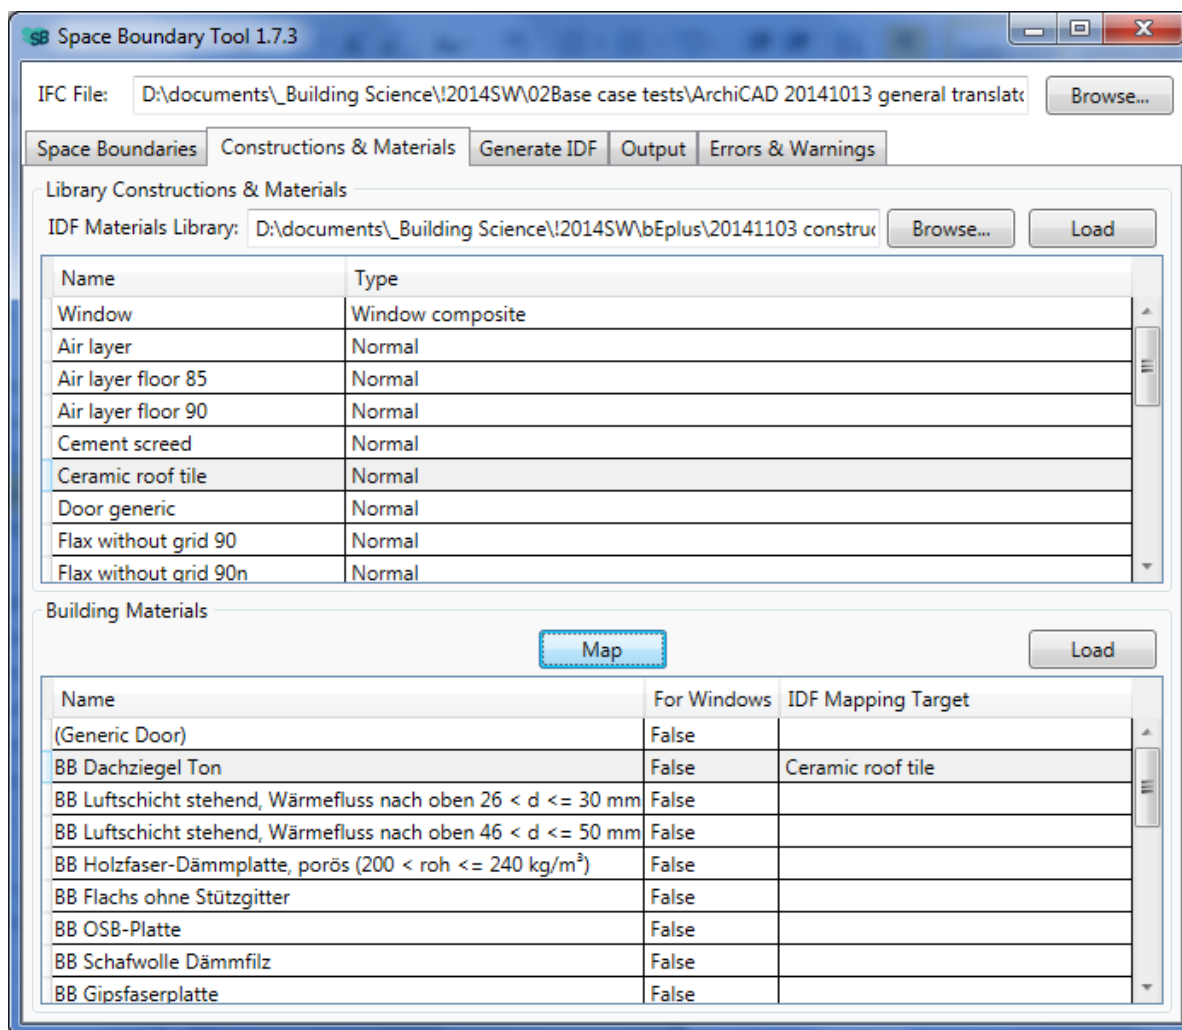 SB Space Boundary Tool 1.7.3
IFC File: D:\documents\_Building Science\!2014SW\02Base case tests\ArchiCAD 20141013 general translato Browse...
Space Boundaries Constructions & Materials Generate IDF Output Errors & Warnings
Library Constructions & Materials
IDF Materials Library: D:\documents\_Building Science\!2014SW\bEplus\20141103 construc Browse... Load
Name Type
Window Window composite
Air layer Normal
Air layer floor 85 Normal
Air layer floor 90 Normal
Cement screed Normal
Ceramic roof tile Normal
Door generic Normal
Flax without grid 90 Normal
Flax without grid 90n Normal
Building Materials
Map Load
Name For Windows IDF Mapping Target
(Generic Door) False
BB Dachziegel Ton False Ceramic roof tile
BB Luftschicht stehend, Wärmefluss nach oben 26 < d <= 30 mm False
BB Luftschicht stehend, Wärmefluss nach oben 46 < d <= 50 mm False
BB Holzfaser-Dämmplatte, porös (200 < roh <= 240 kg/m³) False
BB Flachs ohne Stützgitter False
BB OSB-Platte False
BB Schafwolle Dämmfilz False
BB Gipsfaserplatte False